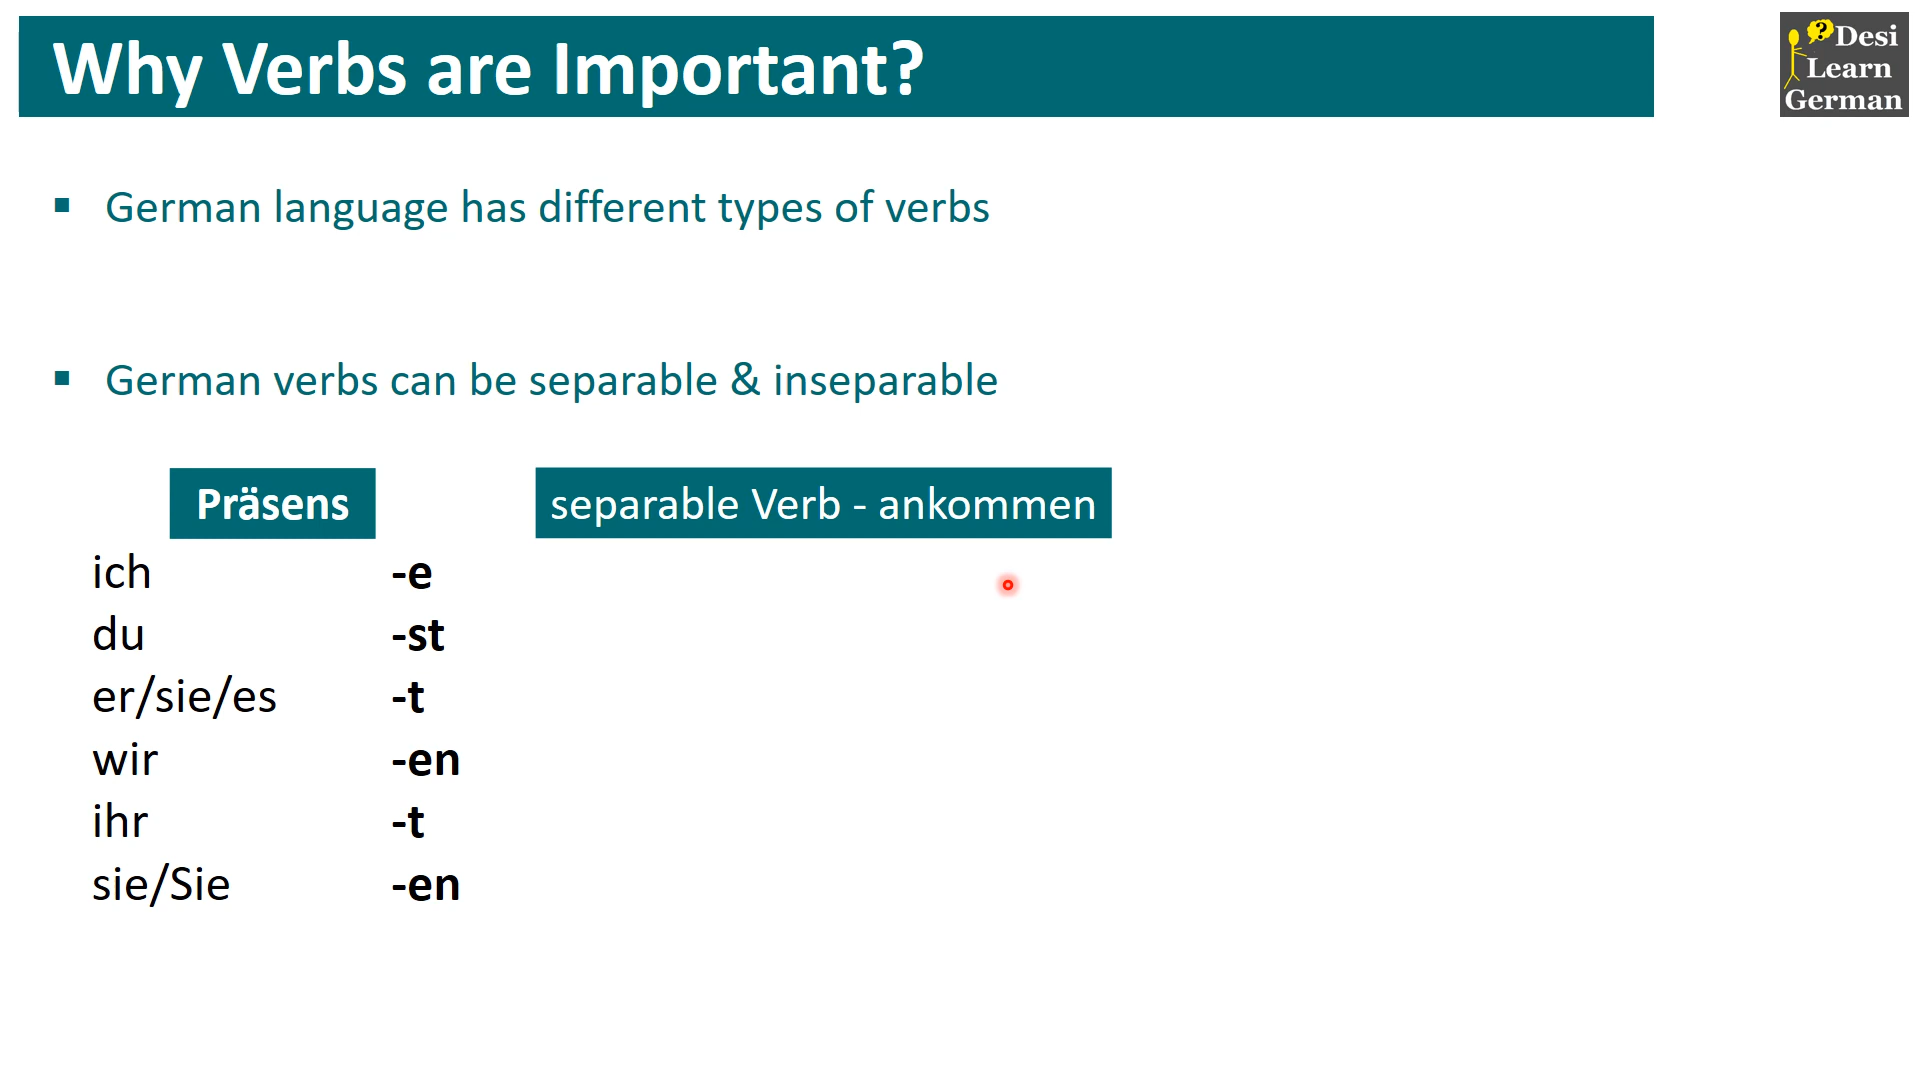 Why Verbs are Important?
?
Desi
Learn
German
▪ German language has different types of verbs
▪ German verbs can be separable & inseparable
Präsens
separable Verb - ankommen
ich -e
du -st
er/sie/es -t
wir -en
ihr -t
sie/Sie -en